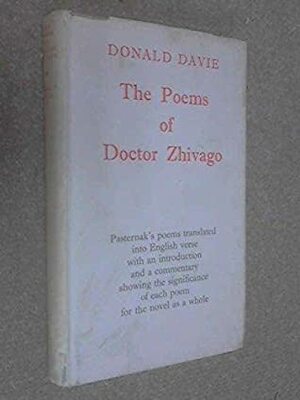 DONALD DAVIE
The Poems
of
Doctor Zhivago
Pasternak's poems translated
into English verse
with an introduction
and a commentary
showing the significance
of each poem
for the novel as a whole